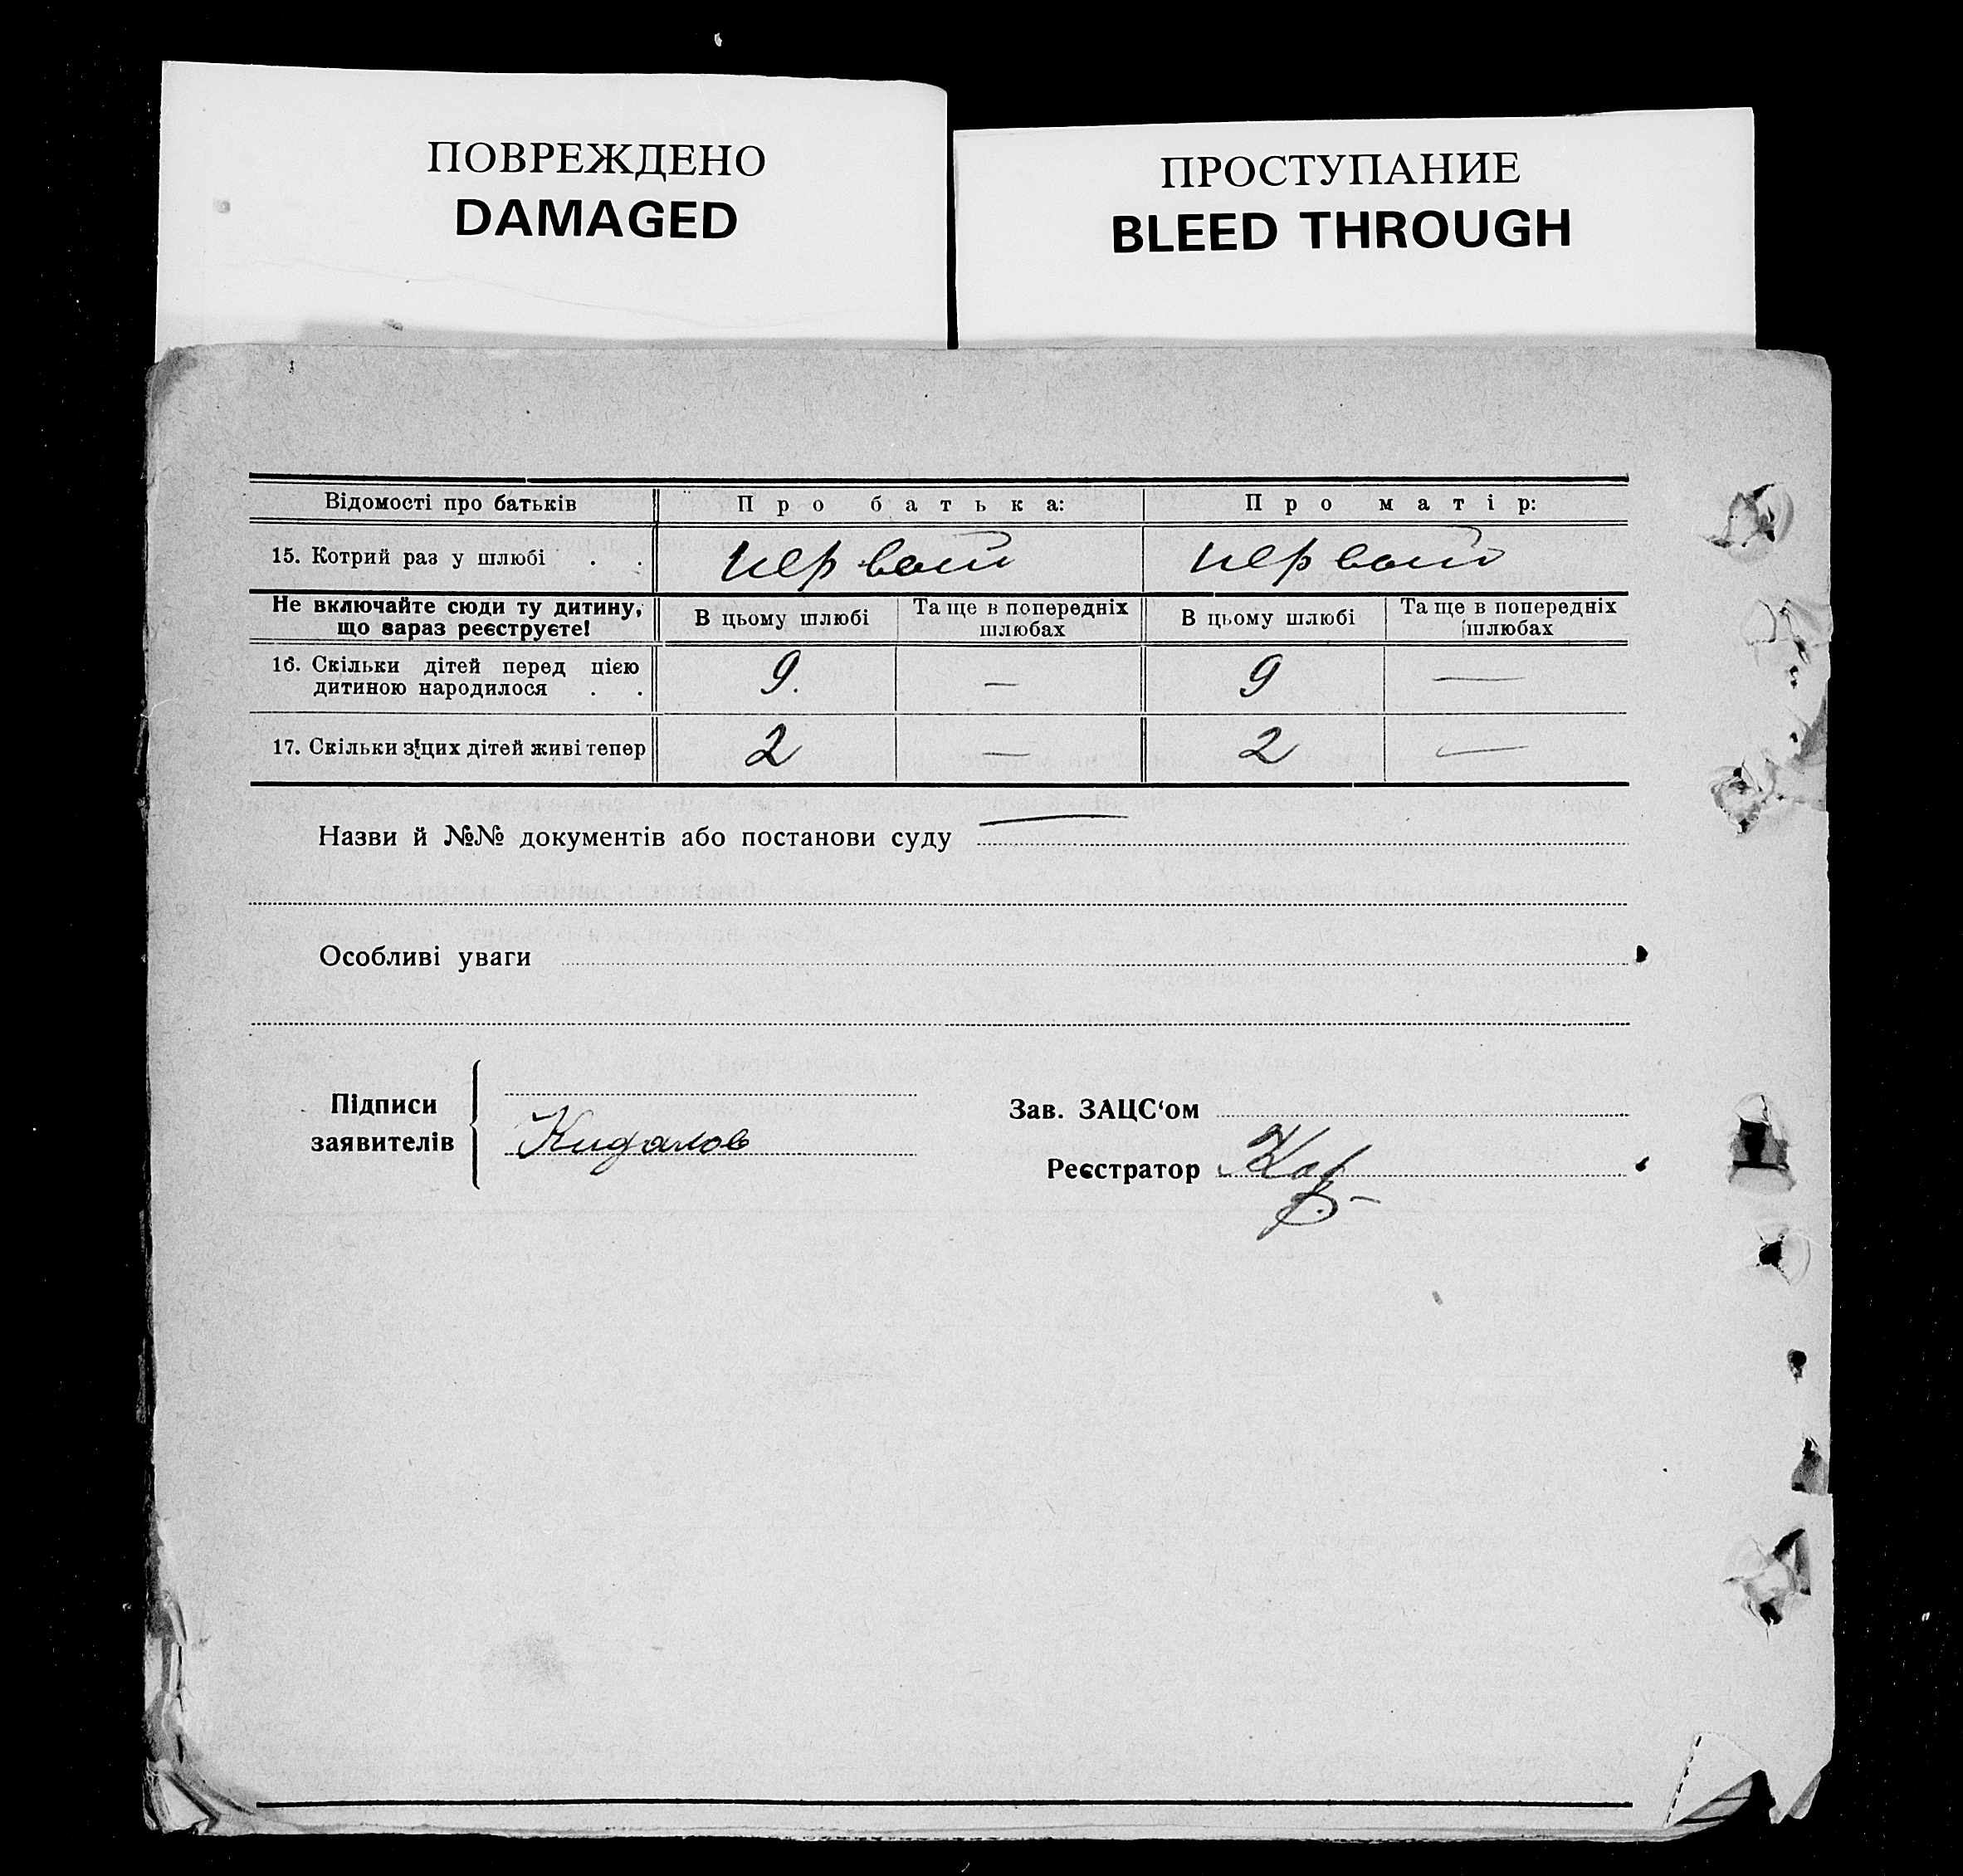 ПОВРЕЖДЕНО
DAMAGED
ПРОСТУПАНИЕ
BLEED THROUGH
Відомості про батьків Про батька: Про матір:
15. Котрий раз у шлюбі . . первый первый
Не включайте сюди ту дитину, що зараз реєструєте! В цьому шлюбі Та ще в попередніх шлюбах В цьому шлюбі Та ще в попередніх шлюбах
16. Скільки дітей перед цією дитиною народилося . . 9. — 9 —
17. Скільки з цих дітей живі тепер 2 — 2 —
Назви й №№ документів або постанови суду —
Особливі уваги
Підписи заявителів Кидалов
Зав. ЗАЦС‘ом
Реєстратор